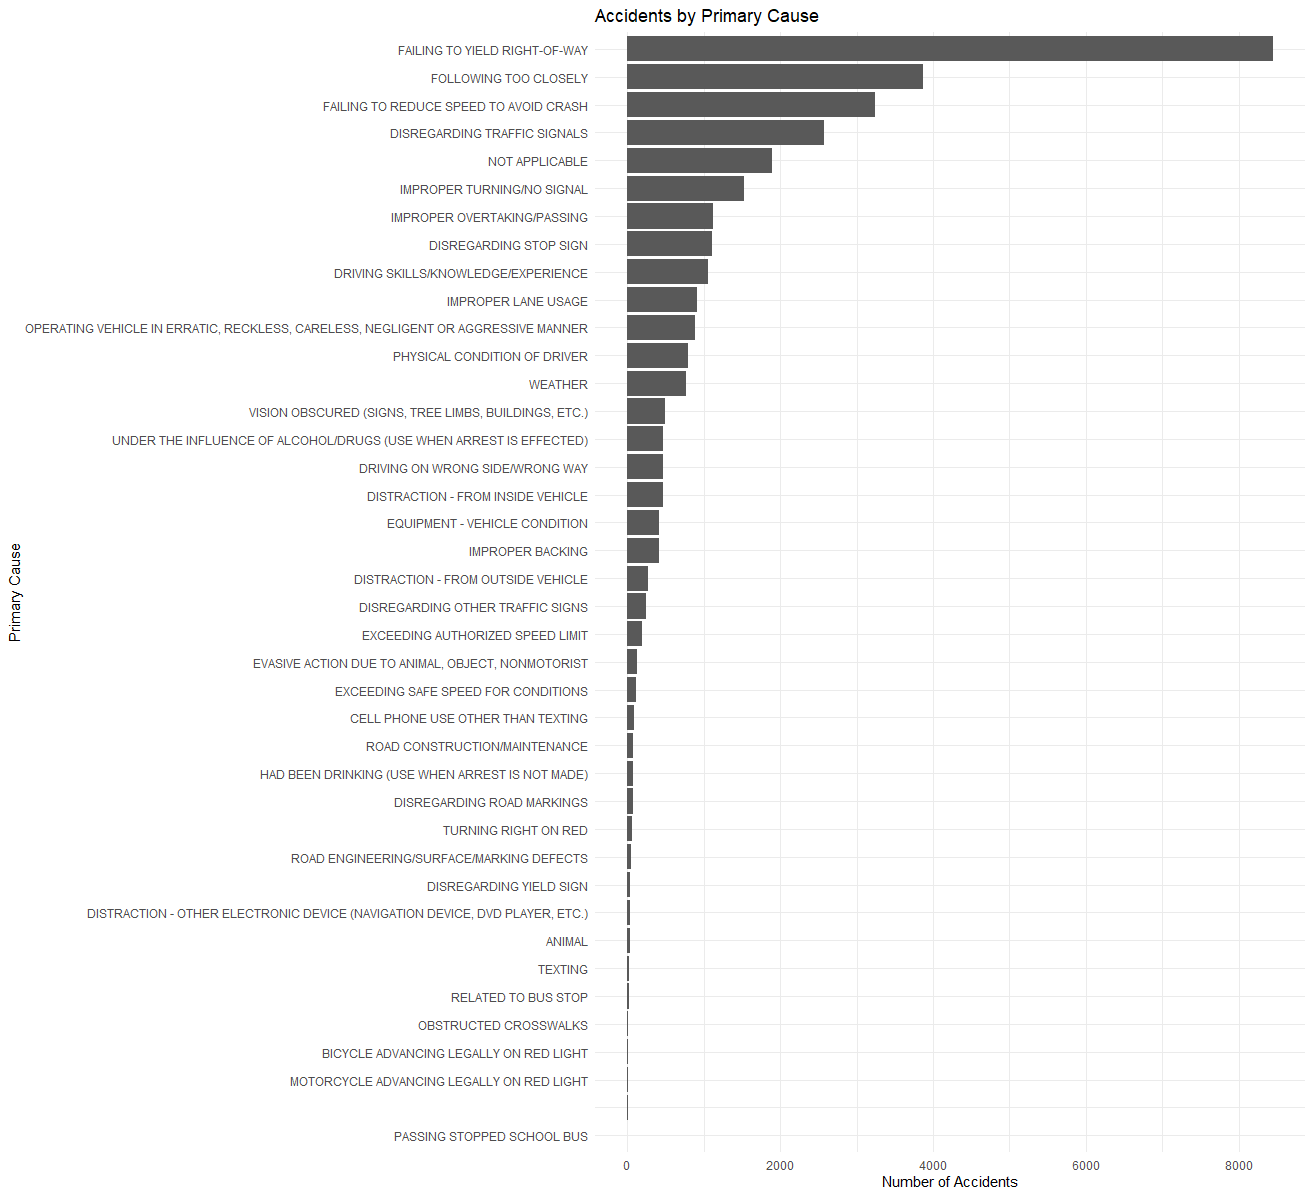 Accidents by Primary Cause
FAILING TO YIELD RIGHT-OF-WAY
FOLLOWING TOO CLOSELY
FAILING TO REDUCE SPEED TO AVOID CRASH
DISREGARDING TRAFFIC SIGNALS
NOT APPLICABLE
IMPROPER TURNING/NO SIGNAL
IMPROPER OVERTAKING/PASSING
DISREGARDING STOP SIGN
DRIVING SKILLS/KNOWLEDGE/EXPERIENCE
IMPROPER LANE USAGE
OPERATING VEHICLE IN ERRATIC, RECKLESS, CARELESS, NEGLIGENT OR AGGRESSIVE MANNER
PHYSICAL CONDITION OF DRIVER
WEATHER
VISION OBSCURED (SIGNS, TREE LIMBS, BUILDINGS, ETC.)
UNDER THE INFLUENCE OF ALCOHOL/DRUGS (USE WHEN ARREST IS EFFECTED)
DRIVING ON WRONG SIDE/WRONG WAY
DISTRACTION - FROM INSIDE VEHICLE
EQUIPMENT - VEHICLE CONDITION
IMPROPER BACKING
DISTRACTION - FROM OUTSIDE VEHICLE
DISREGARDING OTHER TRAFFIC SIGNS
EXCEEDING AUTHORIZED SPEED LIMIT
EVASIVE ACTION DUE TO ANIMAL, OBJECT, NONMOTORIST
EXCEEDING SAFE SPEED FOR CONDITIONS
CELL PHONE USE OTHER THAN TEXTING
ROAD CONSTRUCTION/MAINTENANCE
HAD BEEN DRINKING (USE WHEN ARREST IS NOT MADE)
DISREGARDING ROAD MARKINGS
TURNING RIGHT ON RED
ROAD ENGINEERING/SURFACE/MARKING DEFECTS
DISREGARDING YIELD SIGN
DISTRACTION - OTHER ELECTRONIC DEVICE (NAVIGATION DEVICE, DVD PLAYER, ETC.)
ANIMAL
TEXTING
RELATED TO BUS STOP
OBSTRUCTED CROSSWALKS
BICYCLE ADVANCING LEGALLY ON RED LIGHT
MOTORCYCLE ADVANCING LEGALLY ON RED LIGHT
PASSING STOPPED SCHOOL BUS
Primary Cause
0 2000 4000 6000 8000
Number of Accidents